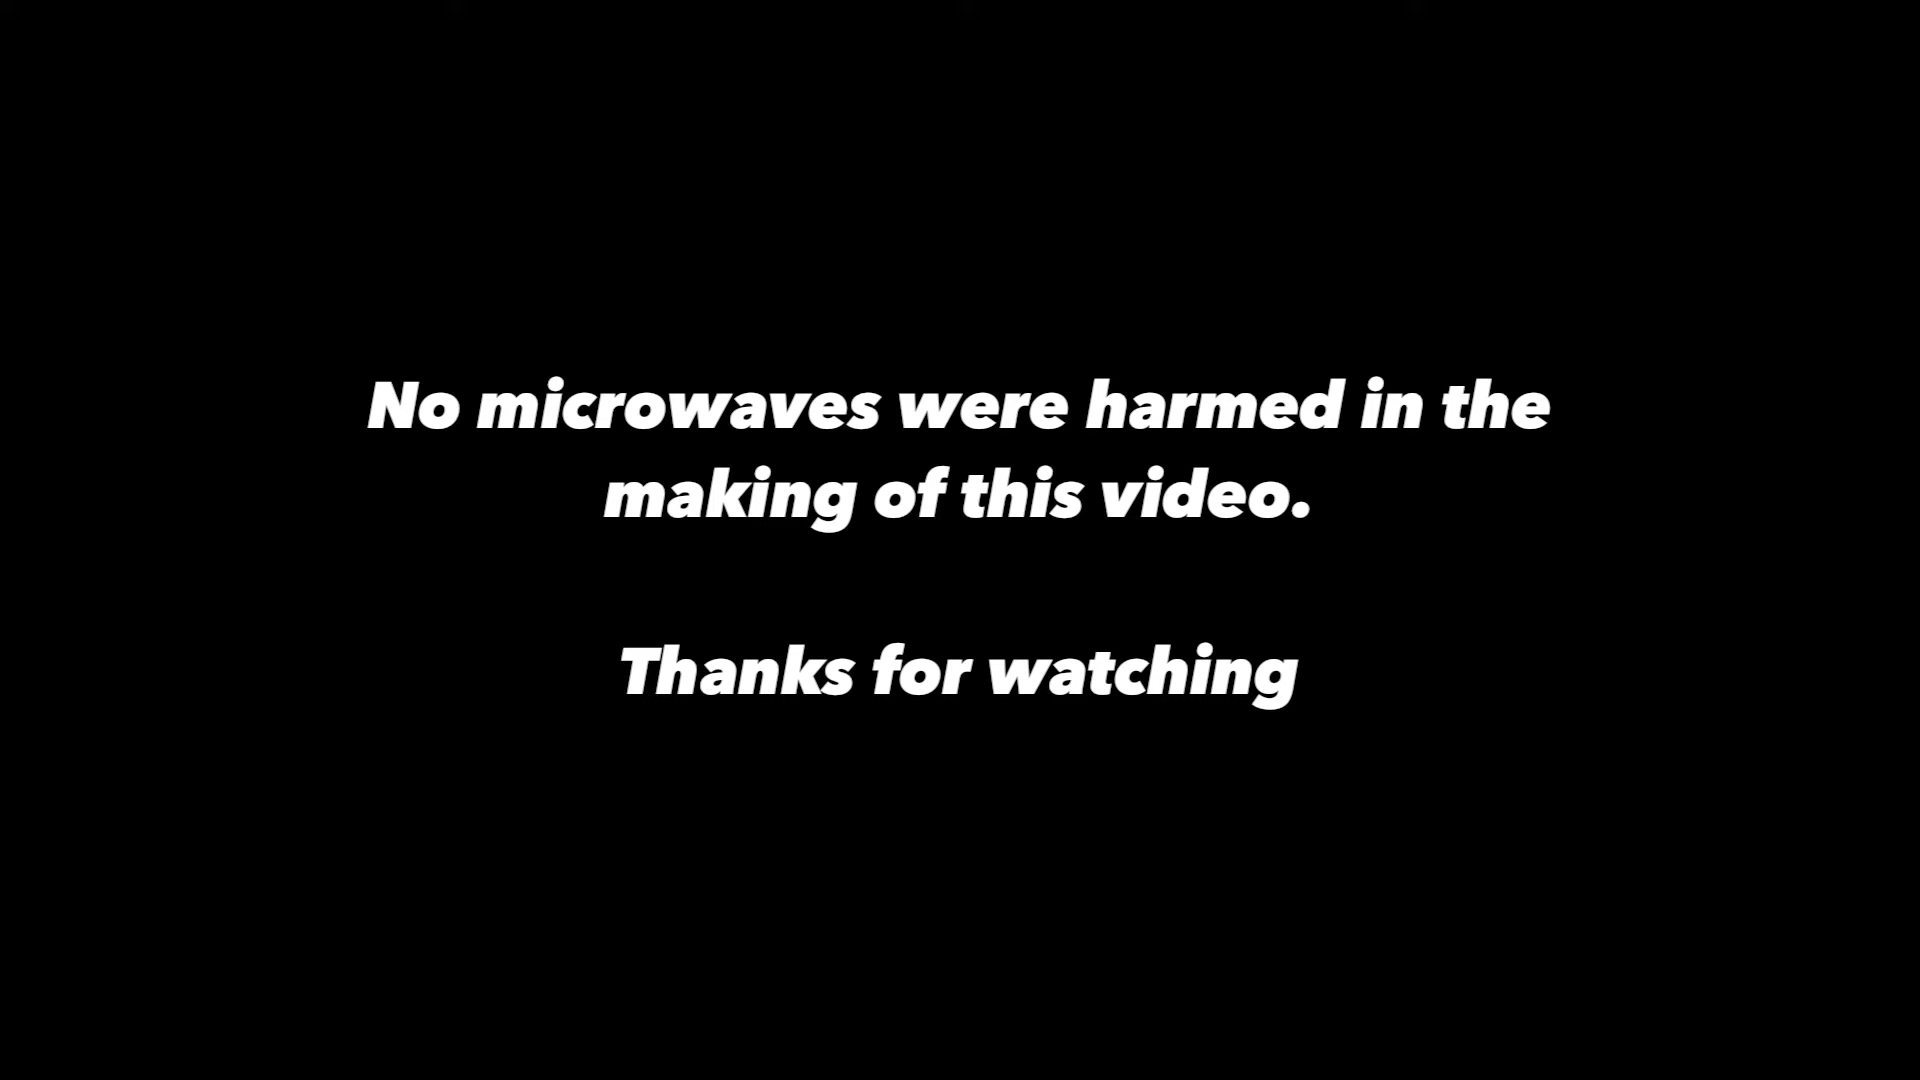 No microwaves were harmed in the
making of this video.
Thanks for watching